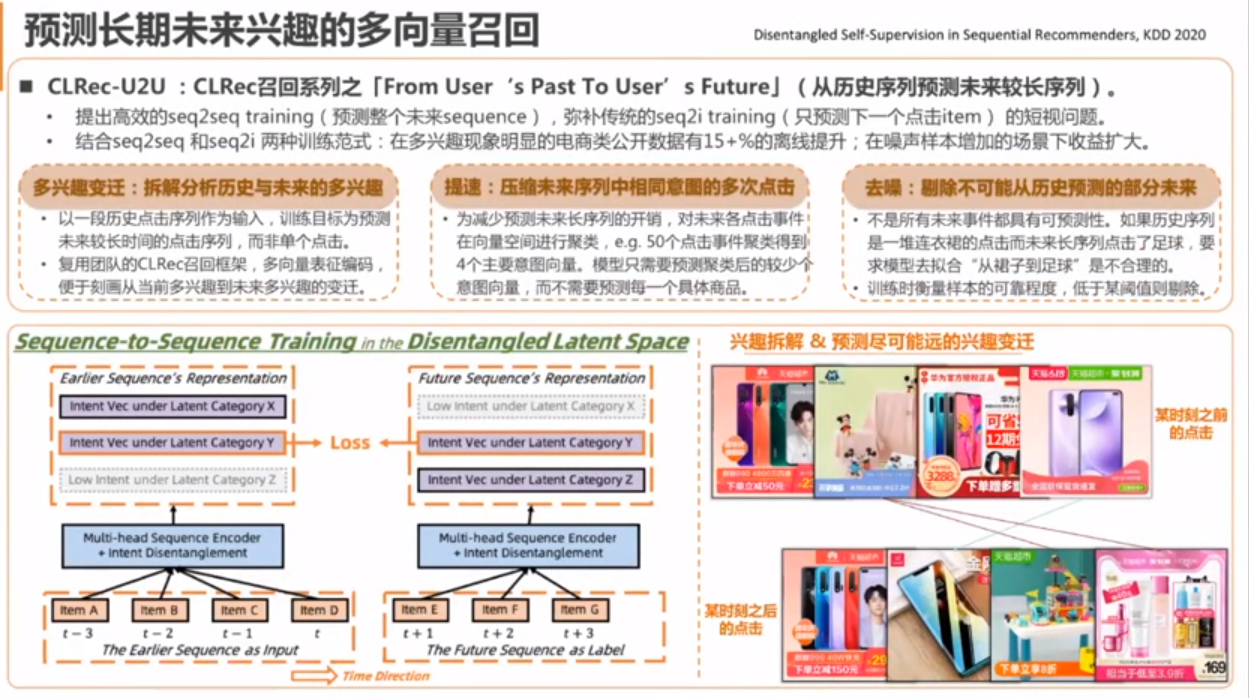 预测长期未来兴趣的多向量召回
Disentangled Self-Supervision in Sequential Recommenders, KDD 2020
■ CLRec-U2U ：CLRec召回系列之「From User‘s Past To User’s Future」（从历史序列预测未来较长序列）。
• 提出高效的seq2seq training（预测整个未来sequence），弥补传统的seq2i training（只预测下一个点击item）的短视问题。
• 结合seq2seq 和seq2i 两种训练范式：在多兴趣现象明显的电商类公开数据有15+%的离线提升；在噪声样本增加的场景下收益扩大。
多兴趣变迁：拆解分析历史与未来的多兴趣
• 以一段历史点击序列作为输入，训练目标为预测
未来较长时间的点击序列，而非单个点击。
• 复用团队的CLRec召回框架，多向量表征编码，
便于刻画从当前多兴趣到未来多兴趣的变迁。
提速：压缩未来序列中相同意图的多次点击
• 为减少预测未来长序列的开销，对未来各点击事件
在向量空间进行聚类，e.g. 50个点击事件聚类得到
4个主要意图向量。模型只需要预测聚类后的较少个
意图向量，而不需要预测每一个具体商品。
去噪：剔除不可能从历史预测的部分未来
• 不是所有未来事件都具有可预测性。如果历史序列
是一堆连衣裙的点击而未来长序列点击了足球，要
求模型去拟合“从裙子到足球”是不合理的。
• 训练时衡量样本的可靠程度，低于某阈值则剔除。
Sequence-to-Sequence Training in the Disentangled Latent Space
Earlier Sequence's Representation
Intent Vec under Latent Category X
Intent Vec under Latent Category Y
Low Intent under Latent Category Z
Loss
Future Sequence's Representation
Low Intent under Latent Category X
Intent Vec under Latent Category Y
Intent Vec under Latent Category Z
Multi-head Sequence Encoder
+ Intent Disentanglement
Multi-head Sequence Encoder
+ Intent Disentanglement
Item A Item B Item C Item D
t − 3 t − 2 t − 1 t
The Earlier Sequence as Input
Item E Item F Item G
t + 1 t + 2 t + 3
The Future Sequence as Label
Time Direction
兴趣拆解 & 预测尽可能远的兴趣变迁
天猫超市
下单立减50元
华为官方授权正品
可省
12期免
3288
下单赠多重
天猫618 天猫超市·聚划算
某时刻之前
的点击
某时刻之后
的点击
天猫超市
下单立减150元
天猫超市
下单立享8折
相当于低至3.9折
169